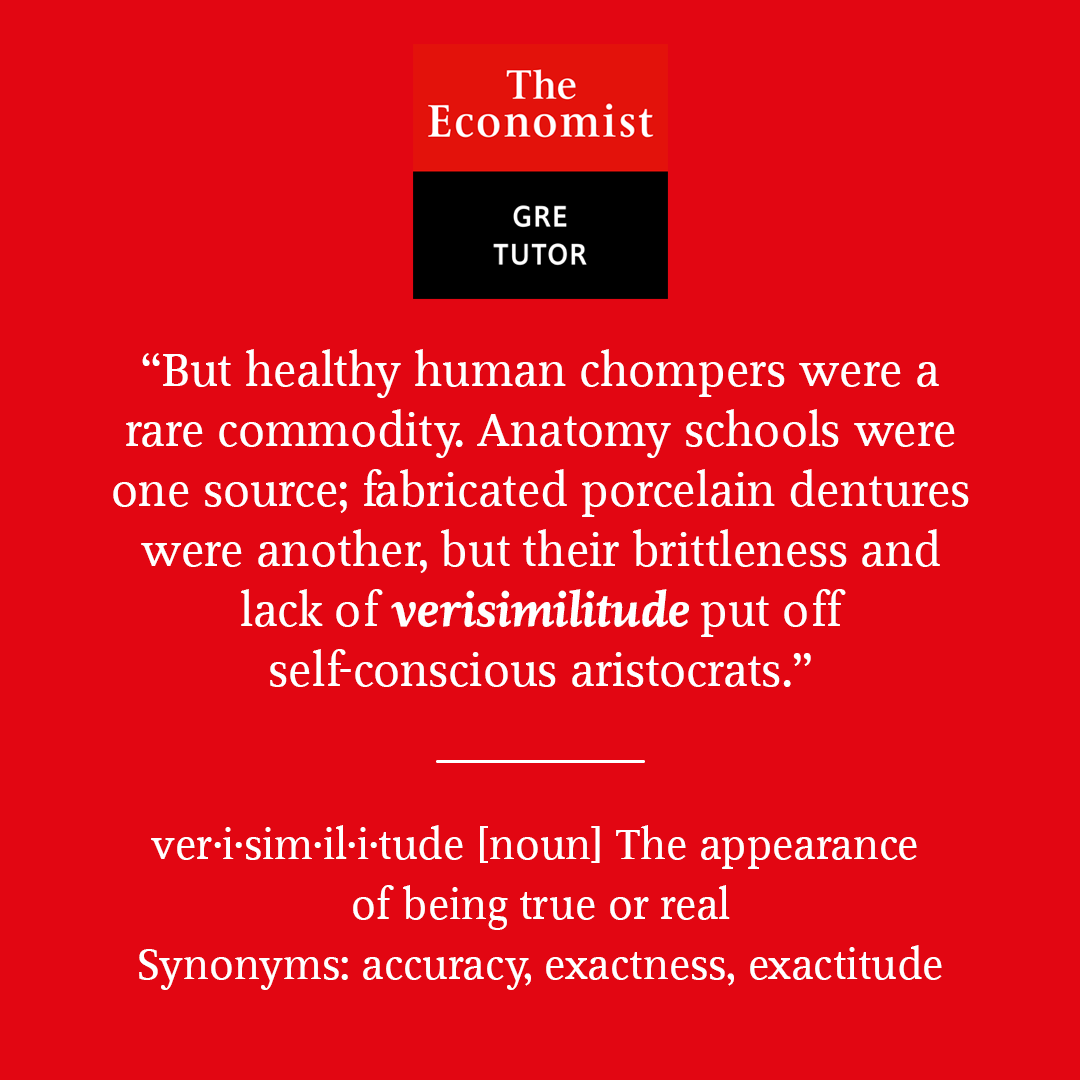 The
Economist
GRE
TUTOR
“But healthy human chompers were a
rare commodity. Anatomy schools were
one source; fabricated porcelain dentures
were another, but their brittleness and
lack of verisimilitude put off
self-conscious aristocrats.”
ver·i·sim·il·i·tude [noun] The appearance
of being true or real
Synonyms: accuracy, exactness, exactitude